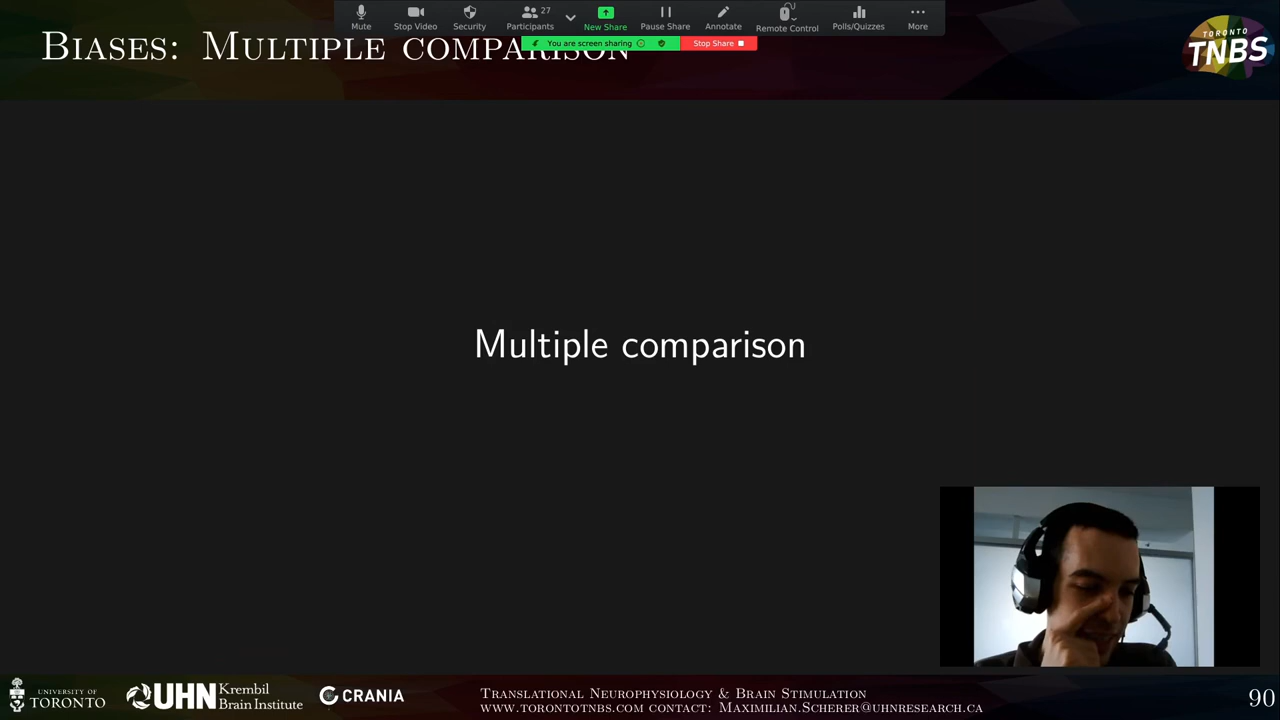 Mute
Stop Video
Security
Participants
27
New Share
Pause Share
Annotate
Remote Control
Polls/Quizzes
More
You are screen sharing
Stop Share
BIASES: MULTIPLE COMPARISON
TORONTO
TNBS
Multiple comparison
UNIVERSITY OF
TORONTO
UHN
Krembil
Brain Institute
CRANIA
TRANSLATIONAL NEUROPHYSIOLOGY & BRAIN STIMULATION
WWW.TORONTOTNBS.COM CONTACT: MAXIMILIAN.SCHERER@UHNRESEARCH.CA
90